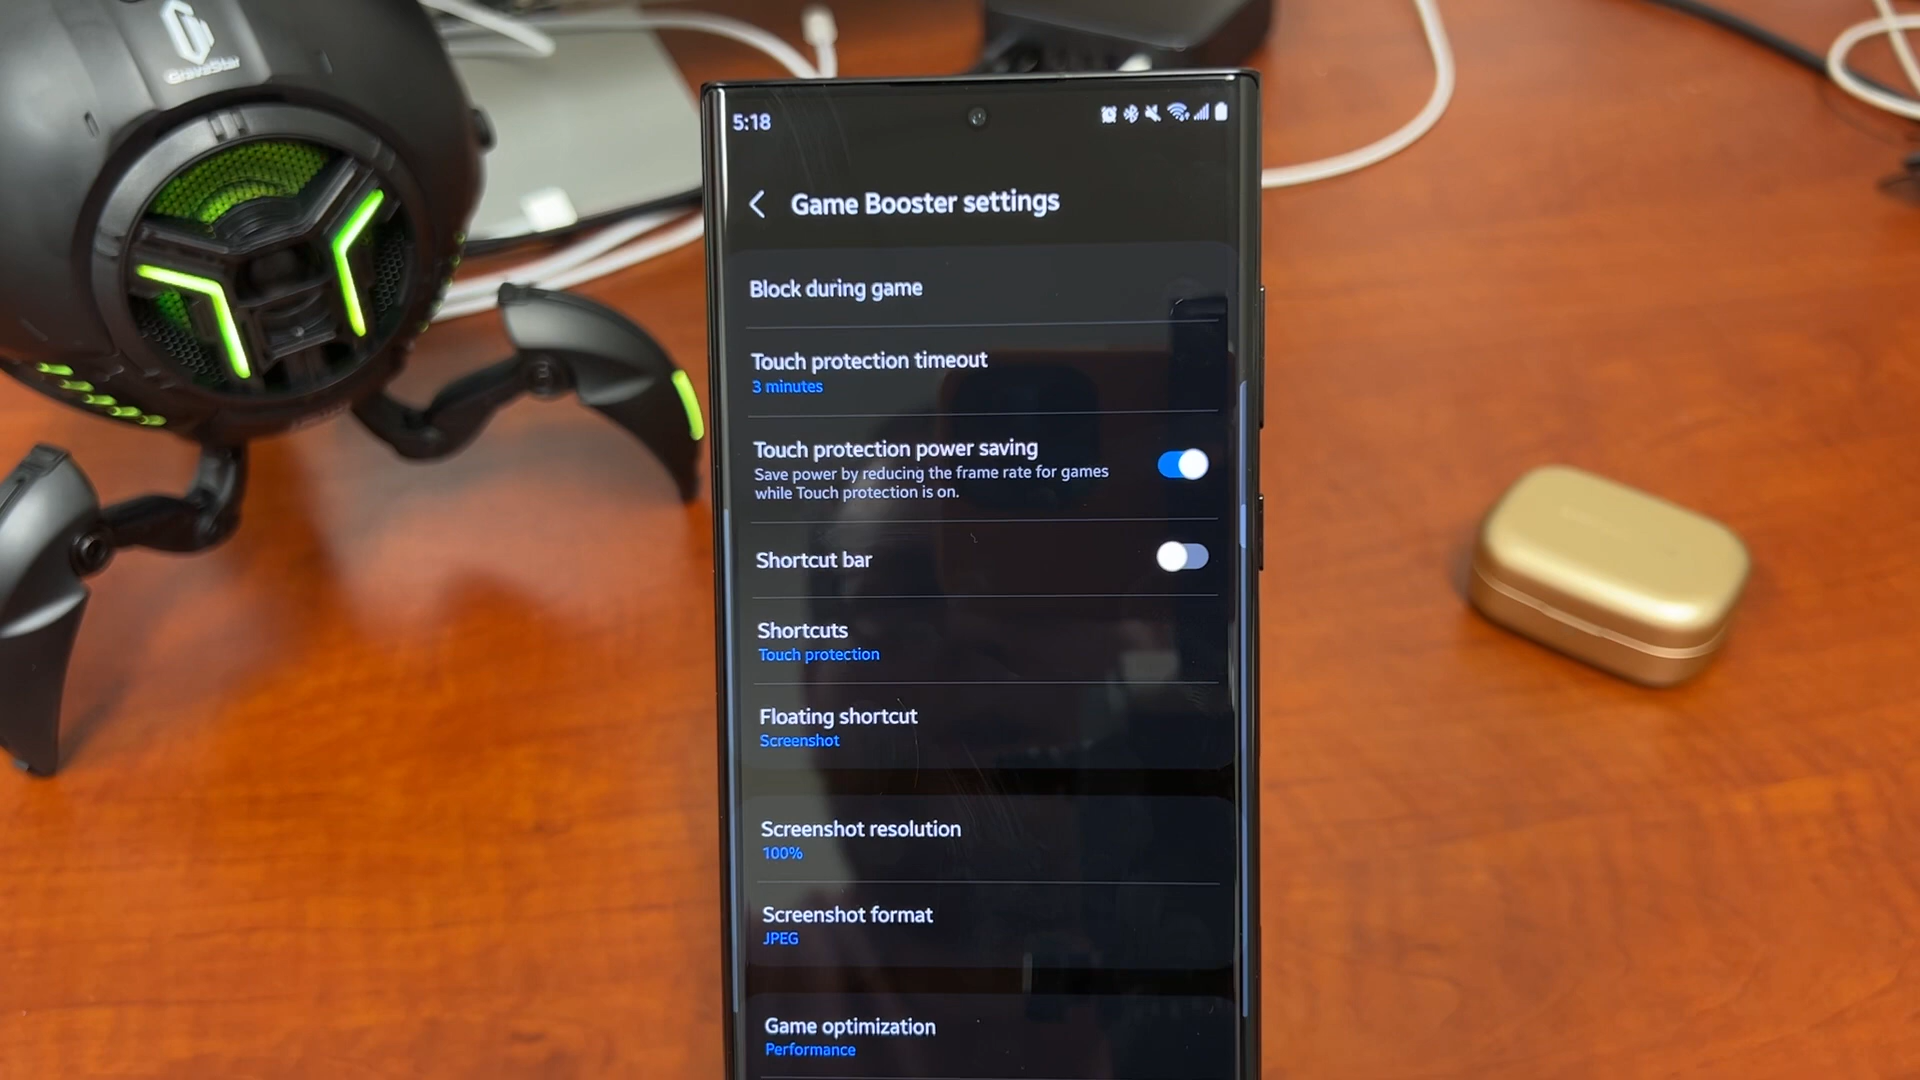 GravaStar
5:18
Game Booster settings
Block during game
Touch protection timeout
3 minutes
Touch protection power saving
Save power by reducing the frame rate for games
while Touch protection is on.
Shortcut bar
Shortcuts
Touch protection
Floating shortcut
Screenshot
Screenshot resolution
100%
Screenshot format
JPEG
Game optimization
Performance